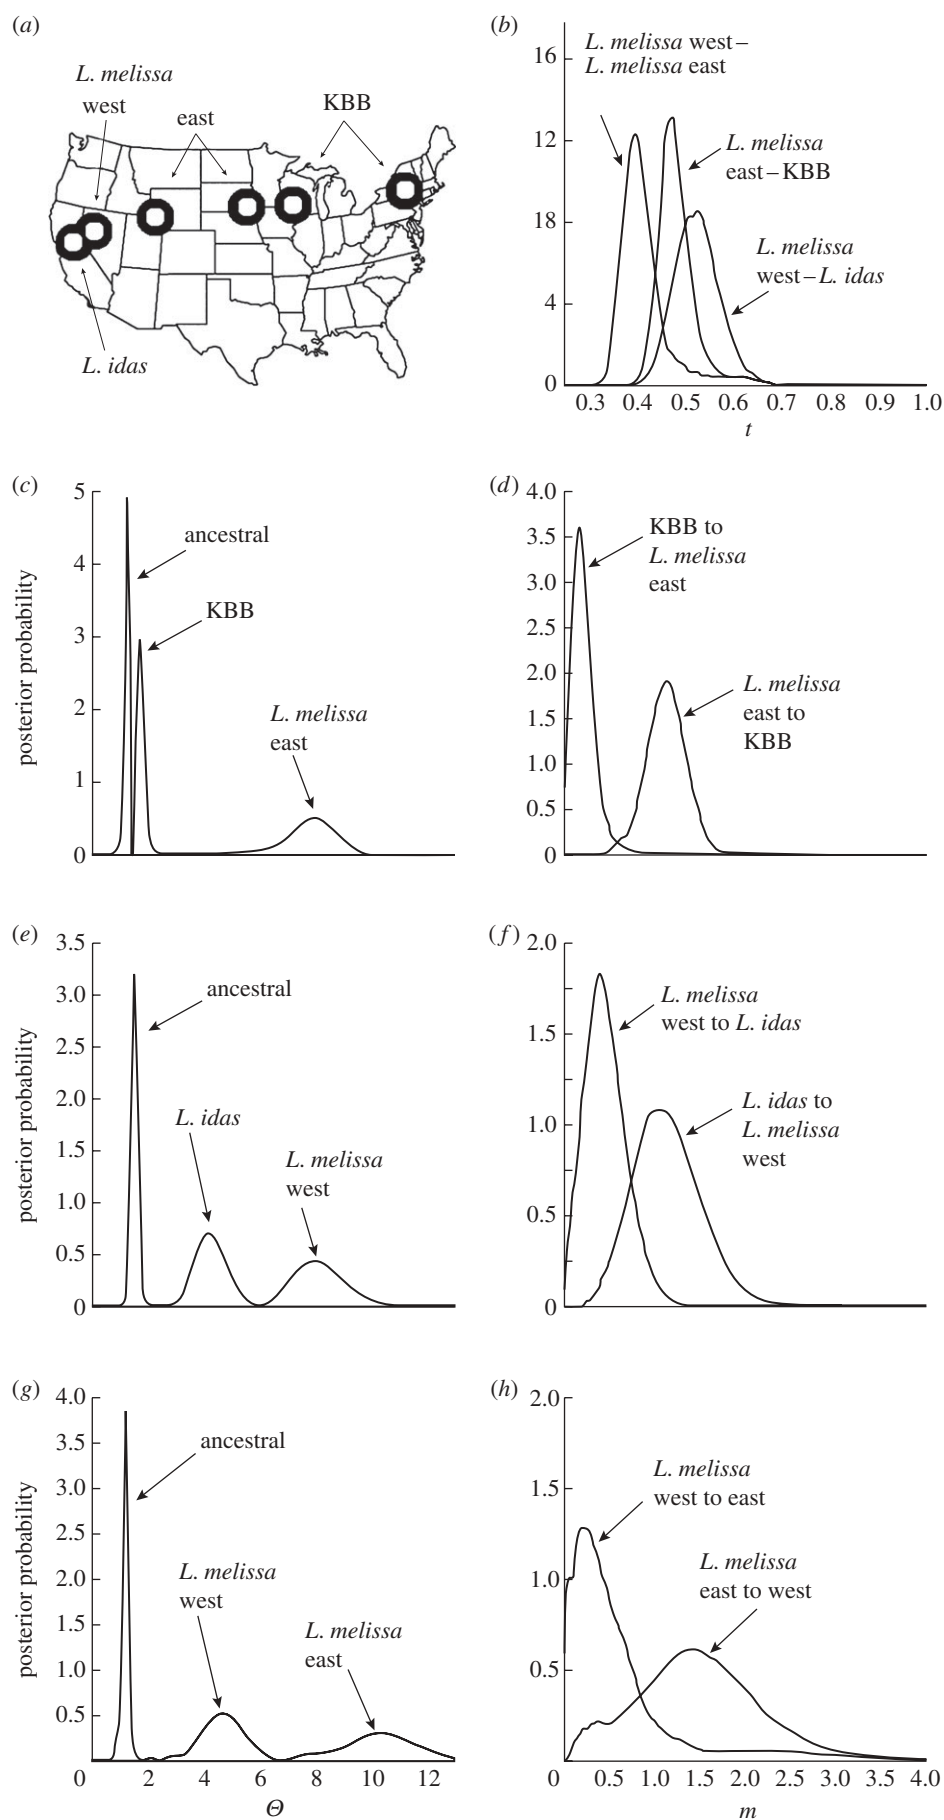 (a)
L. melissa
west
east
KBB
L. idas
(b)
16
12
18
4
0
L. melissa west –
L. melissa east
L. melissa
east – KBB
L. melissa
west – L. idas
0.3 0.4 0.5 0.6 0.7 0.8 0.9 1.0
t
(c)
posterior probability
5
4
3
2
1
0
ancestral
KBB
L. melissa
east
(d)
4.0
3.5
3.0
2.5
2.0
1.5
1.0
0.5
0
KBB to
L. melissa
east
L. melissa
east to
KBB
(e)
posterior probability
3.5
3.0
2.5
2.0
1.5
1.0
0.5
0
ancestral
L. idas
L. melissa
west
(f)
2.0
1.5
1.0
0.5
0
L. melissa
west to L. idas
L. idas to
L. melissa
west
(g)
posterior probability
4.0
3.5
3.0
2.5
2.0
1.5
1.0
0.5
ancestral
L. melissa
west
L. melissa
east
0 2 4 6 8 10 12
Θ
(h)
2.0
1.5
1.0
0.5
L. melissa
west to east
L. melissa
east to west
0 0.5 1.0 1.5 2.0 2.5 3.0 3.5 4.0
m